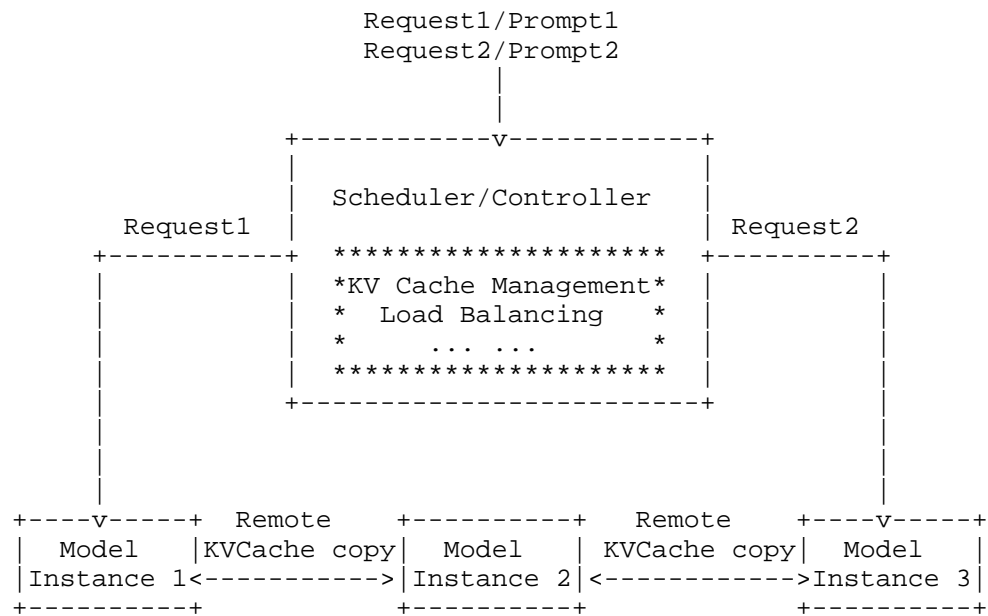 Request1/Prompt1
Request2/Prompt2
Scheduler/Controller
Request1
Request2
*********************
*KV Cache Management*
* Load Balancing *
* ... ... *
*********************
Remote
Remote
Model
KVCache copy
Model
KVCache copy
Model
Instance 1
Instance 2
Instance 3